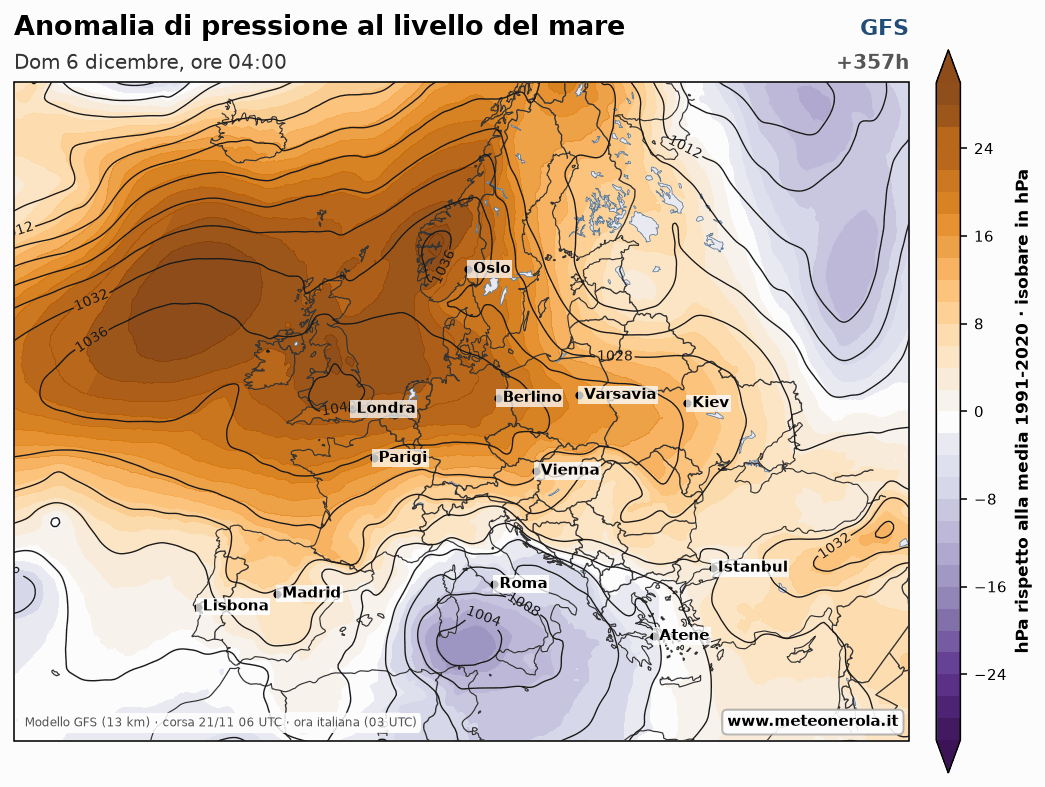 Anomalia di pressione al livello del mare
GFS
Dom 6 dicembre, ore 04:00
+357h
1012
1012
1032
1036
1036
1028
Oslo
Londra
Berlino
Varsavia
Kiev
Parigi
Vienna
1032
Istanbul
Roma
1008
1004
Madrid
Lisbona
Atene
Modello GFS (13 km) · corsa 21/11 06 UTC · ora italiana (03 UTC)
www.meteonerola.it
24
16
8
0
−8
−16
−24
hPa rispetto alla media 1991-2020 · isobare in hPa